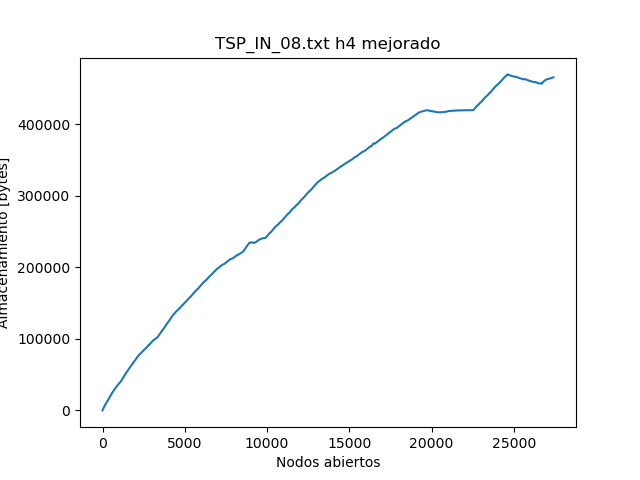 TSP_IN_08.txt h4 mejorado
Almacenamiento [bytes]
400000
300000
200000
100000
0
0 5000 10000 15000 20000 25000
Nodos abiertos